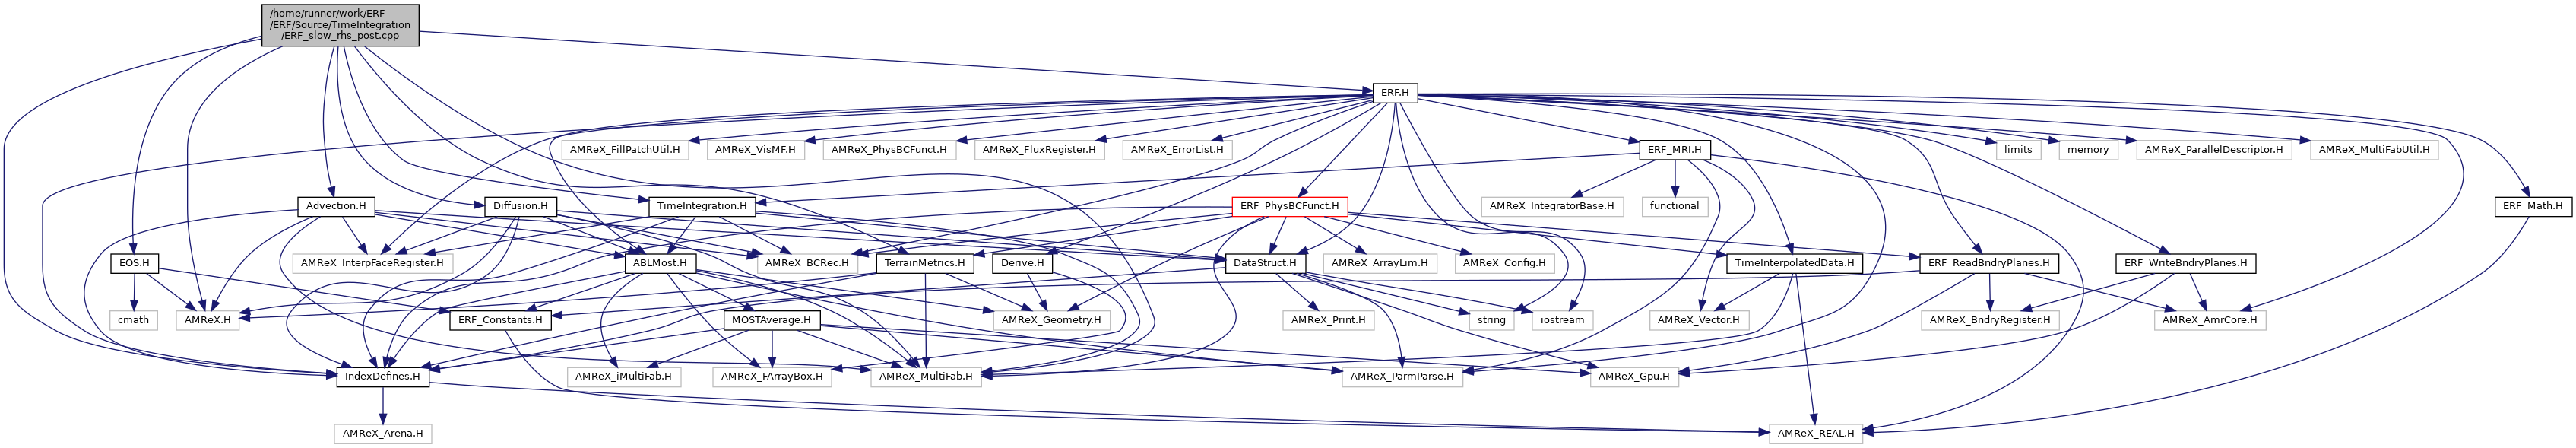 /home/runner/work/ERF
/ERF/Source/TimeIntegration
/ERF_slow_rhs_post.cpp
ERF.H
AMReX_FillPatchUtil.H
AMReX_VisMF.H
AMReX_PhysBCFunct.H
AMReX_FluxRegister.H
AMReX_ErrorList.H
ERF_MRI.H
limits
memory
AMReX_ParallelDescriptor.H
AMReX_MultiFabUtil.H
Advection.H
Diffusion.H
TimeIntegration.H
ERF_PhysBCFunct.H
AMReX_IntegratorBase.H
functional
ERF_Math.H
EOS.H
AMReX_InterpFaceRegister.H
ABLMost.H
AMReX_BCRec.H
TerrainMetrics.H
Derive.H
DataStruct.H
AMReX_ArrayLim.H
AMReX_Config.H
TimeInterpolatedData.H
ERF_ReadBndryPlanes.H
ERF_WriteBndryPlanes.H
cmath
AMReX.H
ERF_Constants.H
MOSTAverage.H
AMReX_Geometry.H
AMReX_Print.H
string
iostream
AMReX_Vector.H
AMReX_BndryRegister.H
AMReX_AmrCore.H
IndexDefines.H
AMReX_iMultiFab.H
AMReX_FArrayBox.H
AMReX_MultiFab.H
AMReX_ParmParse.H
AMReX_Gpu.H
AMReX_Arena.H
AMReX_REAL.H